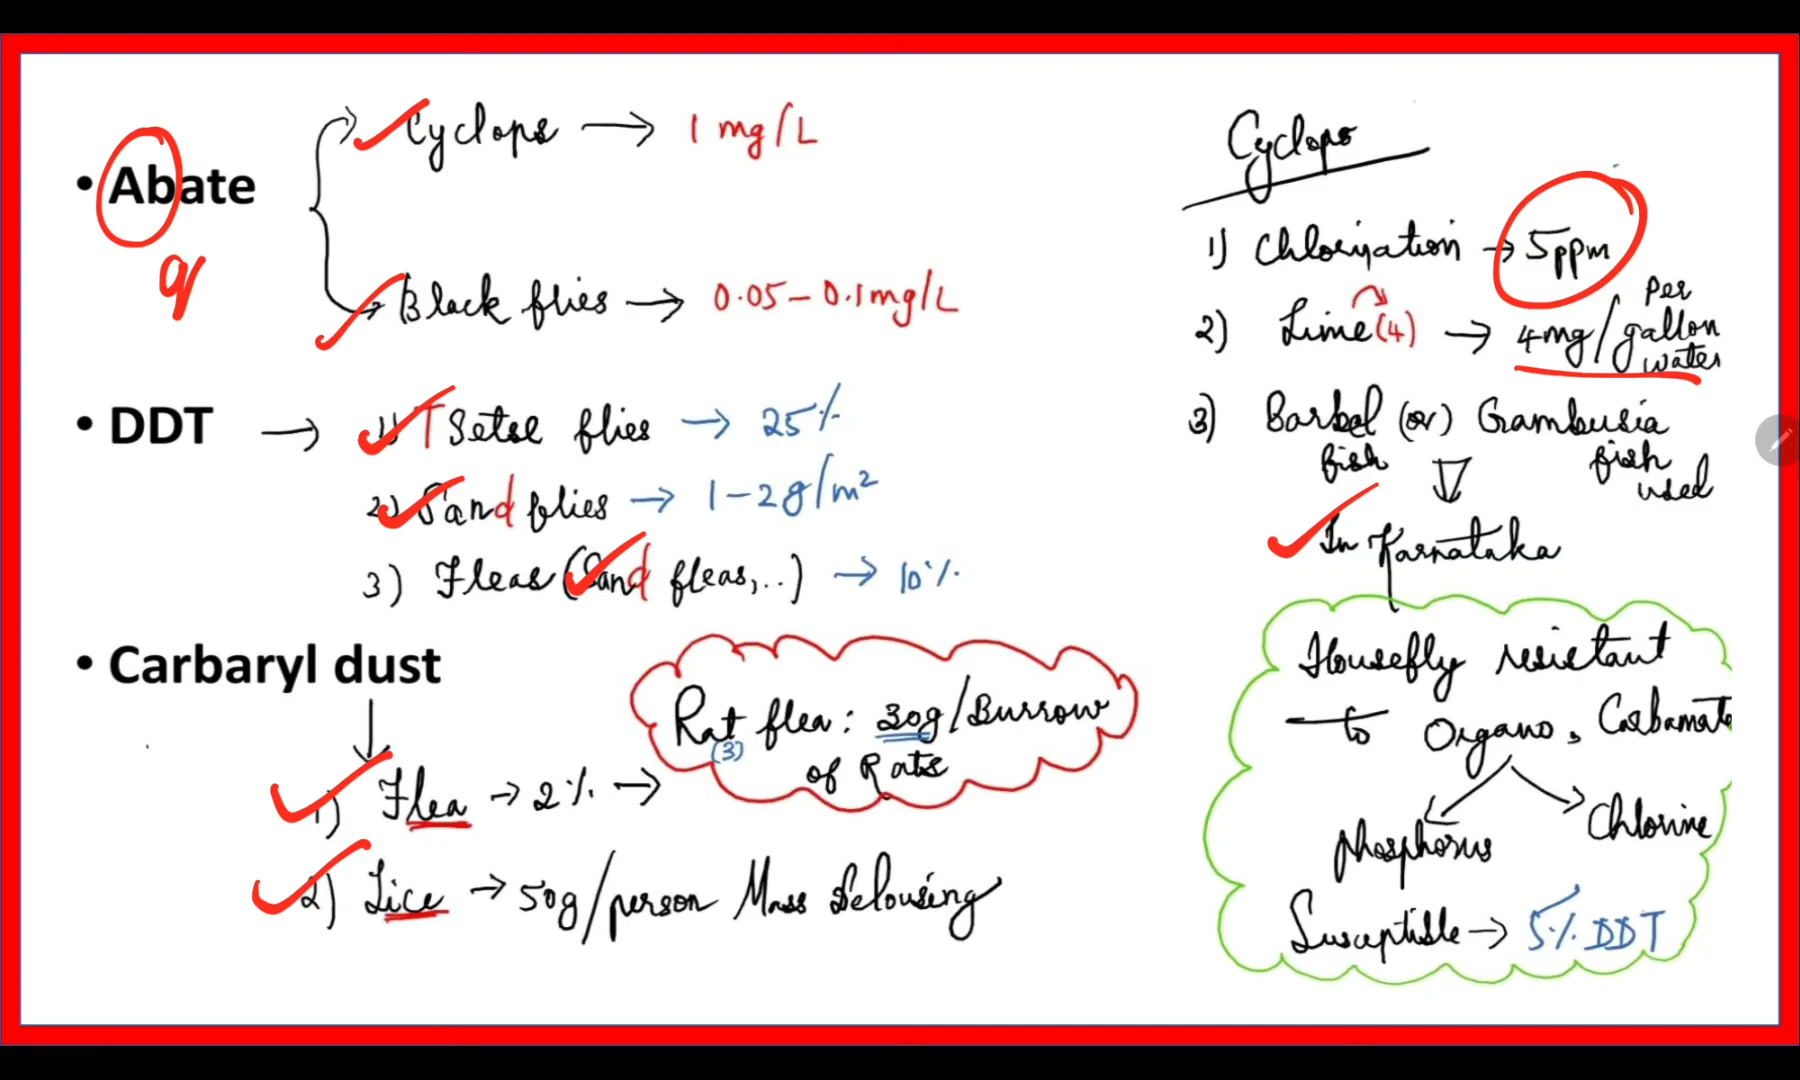 • Abate
Cyclops → 1 mg/L
Black flies → 0.05 – 0.1mg/L
• DDT → 1) TSetse flies → 25%
2) Sand flies → 1 – 2g/m²
3) Fleas (Sand fleas,..) → 10%
• Carbaryl dust
1) Flea → 2% →
Rat flea: 30g/Burrow
(3)
of Rats
2) Lice → 50g/person Mass Delousing
Cyclops
1) Chlorination → 5ppm
2) Lime (4) → 4mg/ Per gallon water
3) Barbel (or) Gambusia
fish fish used
In Karnataka
Housefly resistant
to Organo, Carbamate
Phosphorus Chlorine
Susceptible → 5% DDT